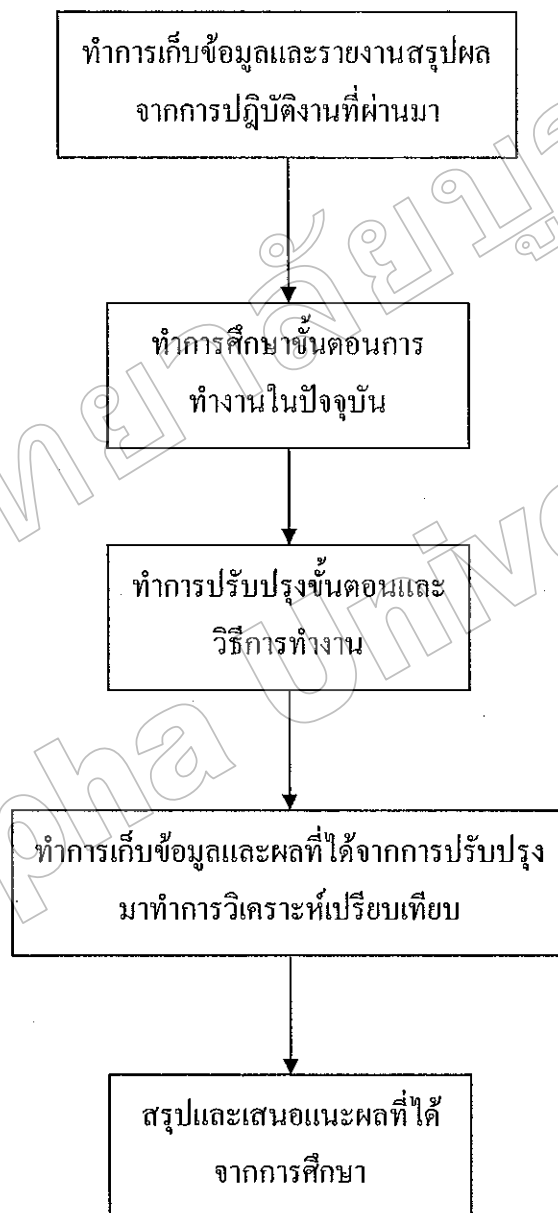 ทำการเก็บข้อมูลและรายงานสรุปผล
จากการปฎิบัติงานที่ผ่านมา
ทำการศึกษาขั้นตอนการ
ทำงานในปัจจุบัน
ทำการปรับปรุงขั้นตอนและ
วิธีการทำงาน
ทำการเก็บข้อมูลและผลที่ได้จากการปรับปรุง
มาทำการวิเคราะห์เปรียบเทียบ
สรุปและเสนอแนะผลที่ได้
จากการศึกษา